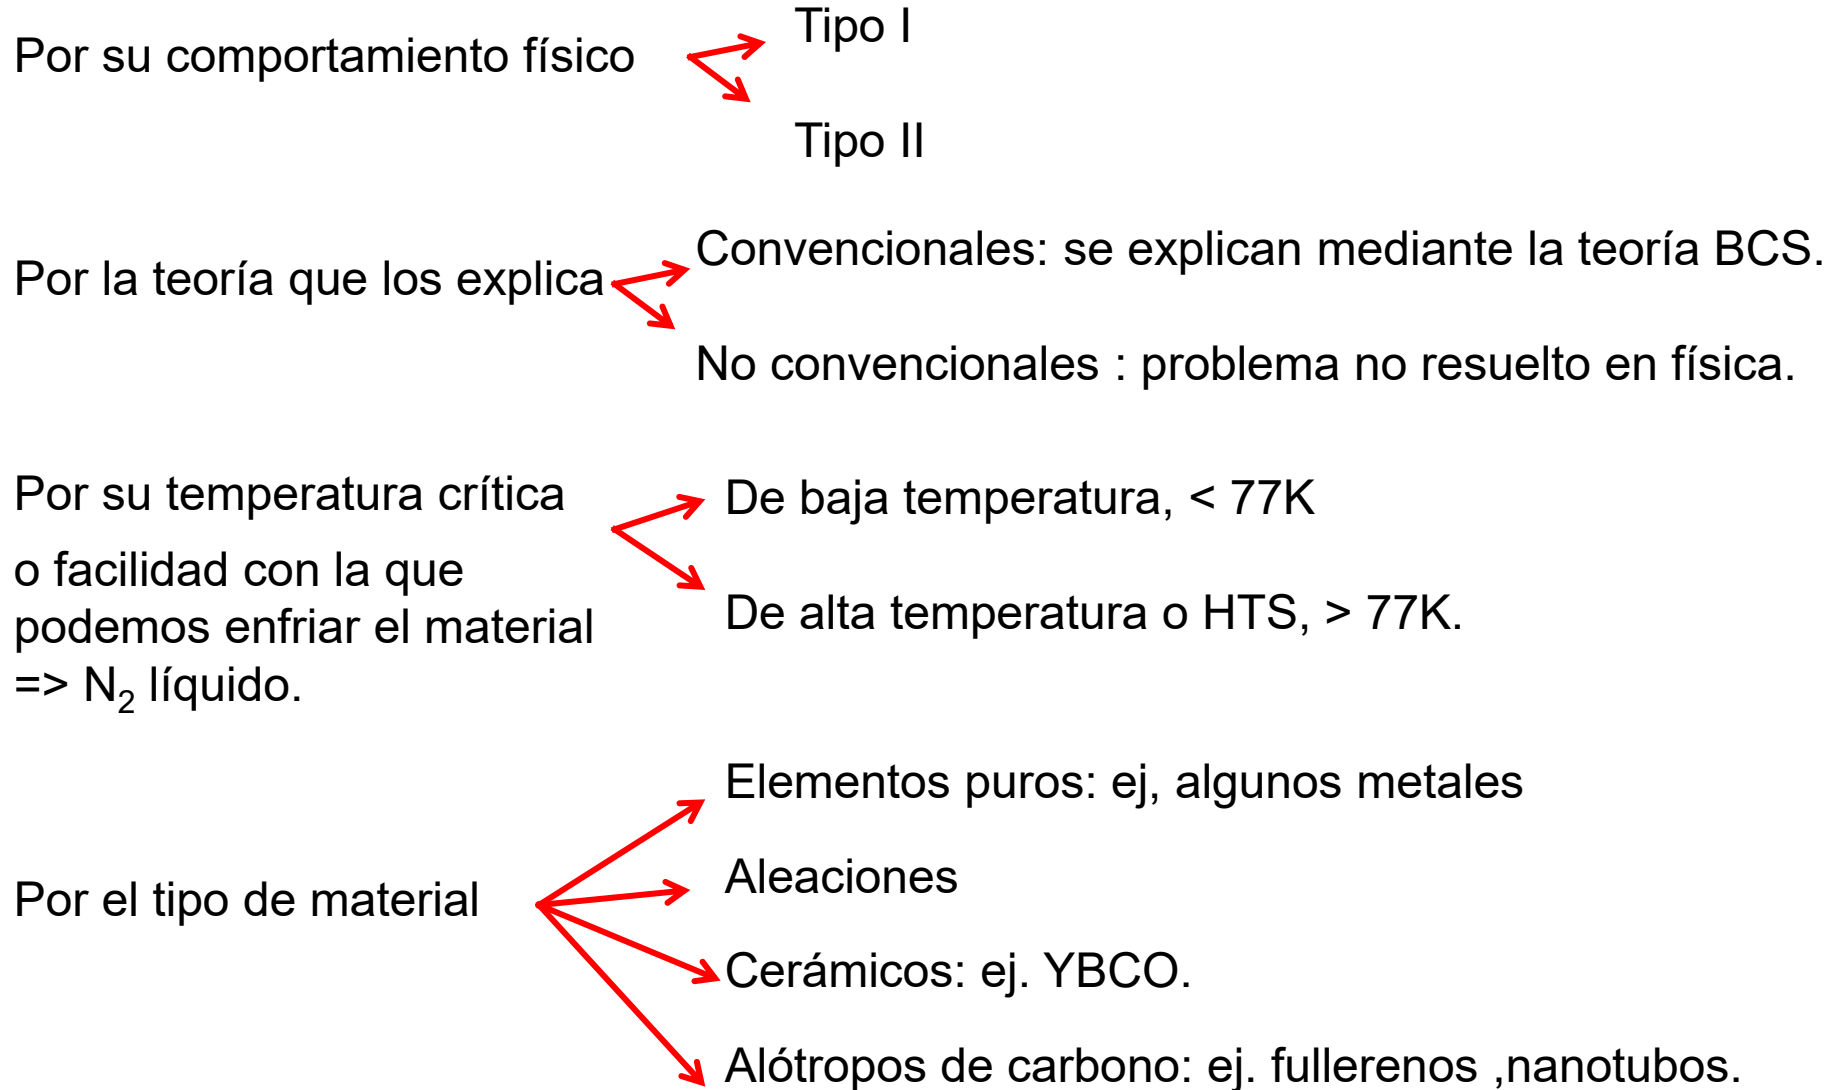 Por su comportamiento físico
Tipo I
Tipo II
Por la teoría que los explica
Convencionales: se explican mediante la teoría BCS.
No convencionales : problema no resuelto en física.
Por su temperatura crítica
o facilidad con la que
podemos enfriar el material
=> N₂ líquido.
De baja temperatura, < 77K
De alta temperatura o HTS, > 77K.
Por el tipo de material
Elementos puros: ej, algunos metales
Aleaciones
Cerámicos: ej. YBCO.
Alótropos de carbono: ej. fullerenos ,nanotubos.